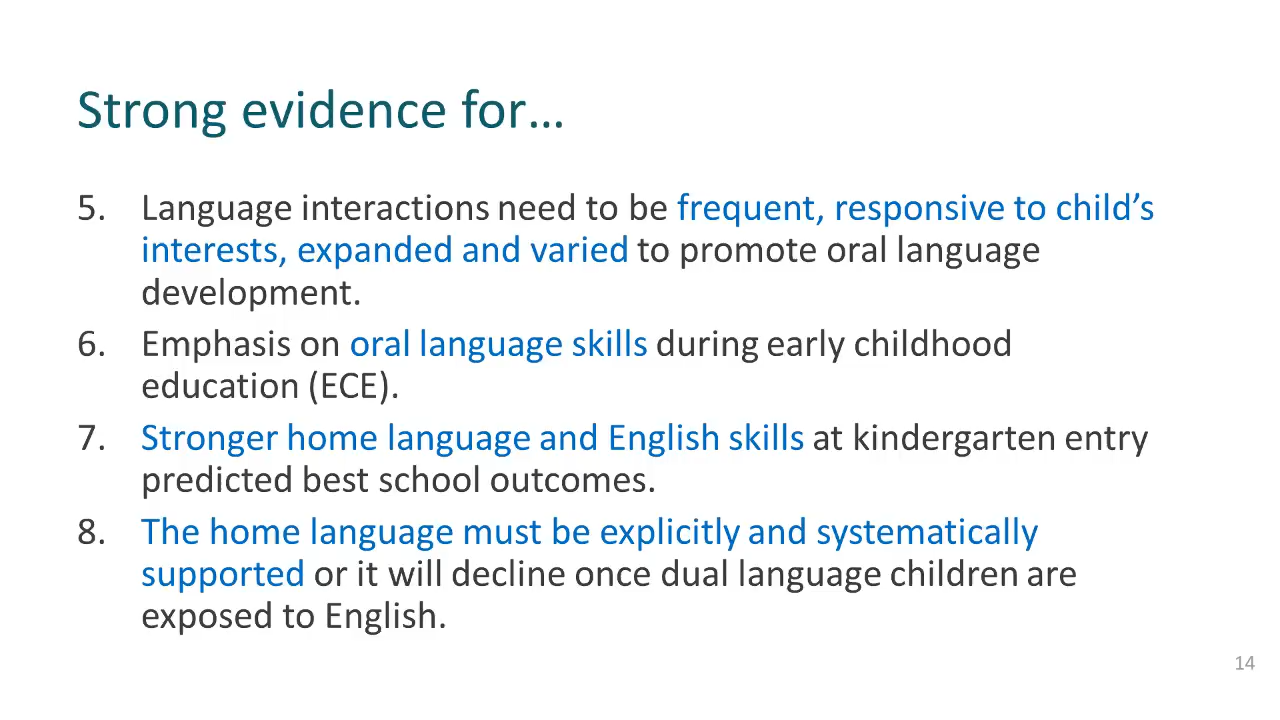 Strong evidence for…
5. Language interactions need to be frequent, responsive to child’s
interests, expanded and varied to promote oral language
development.
6. Emphasis on oral language skills during early childhood
education (ECE).
7. Stronger home language and English skills at kindergarten entry
predicted best school outcomes.
8. The home language must be explicitly and systematically
supported or it will decline once dual language children are
exposed to English.
14